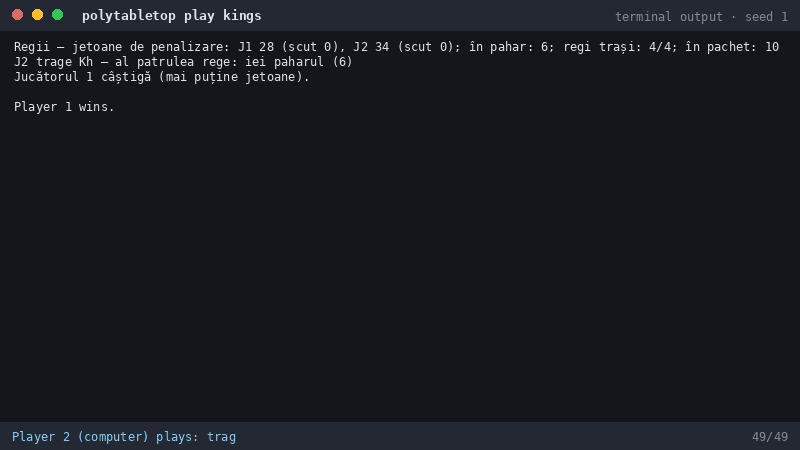 polytabletop play kings
terminal output · seed 1
Regii — jetoane de penalizare: J1 28 (scut 0), J2 34 (scut 0); în pahar: 6; regi trași: 4/4; în pachet: 10
J2 trage Kh — al patrulea rege: iei paharul (6)
Jucătorul 1 câștigă (mai puține jetoane).
Player 1 wins.
Player 2 (computer) plays: trag
49/49